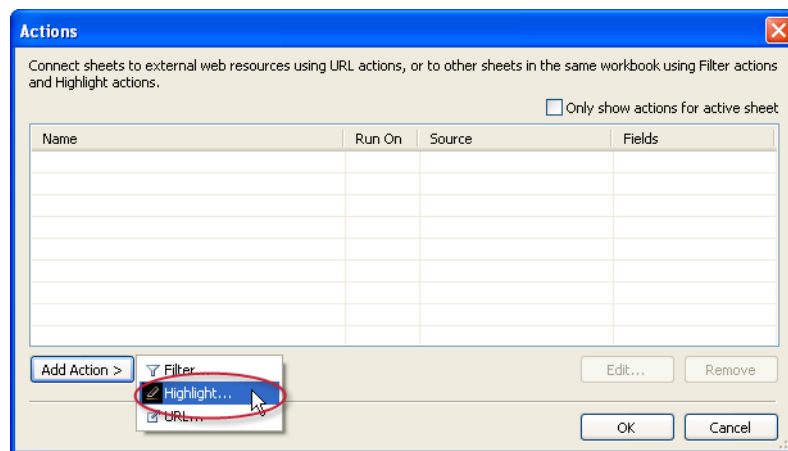 Actions
Connect sheets to external web resources using URL actions, or to other sheets in the same workbook using Filter actions
and Highlight actions.
Only show actions for active sheet
Name Run On Source Fields
Add Action > Filter... Edit... Remove
Highlight...
URL...
OK Cancel